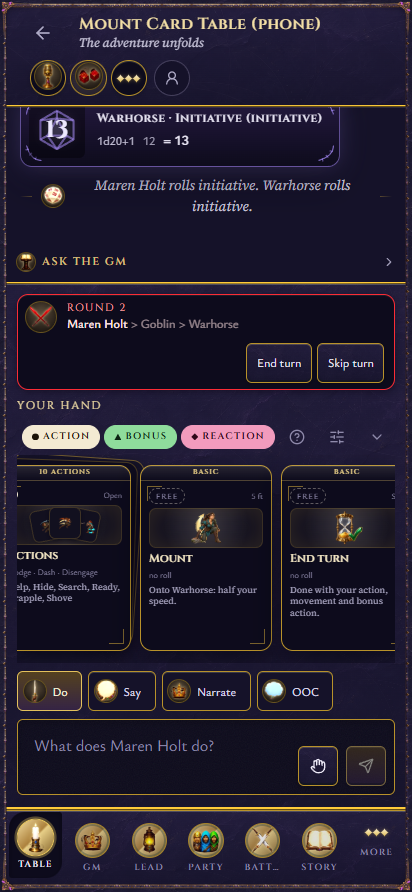 Mount Card Table (phone)
The adventure unfolds
13
Warhorse · Initiative (initiative)
1d20+1 12 = 13
Maren Holt rolls initiative. Warhorse rolls
initiative.
ASK THE GM
ROUND 2
Maren Holt > Goblin > Warhorse
End turn
Skip turn
YOUR HAND
ACTION
BONUS
REACTION
10 ACTIONS
Open
CTIONS
dge · Dash · Disengage
elp, Hide, Search, Ready,
rapple, Shove
BASIC
FREE
5 ft
Mount
no roll
Onto Warhorse: half your
speed.
BASIC
FREE
5
End turn
no roll
Done with your action,
movement and bonus
action.
Do
Say
Narrate
OOC
What does Maren Holt do?
TABLE
GM
LEAD
PARTY
BATT...
STORY
MORE